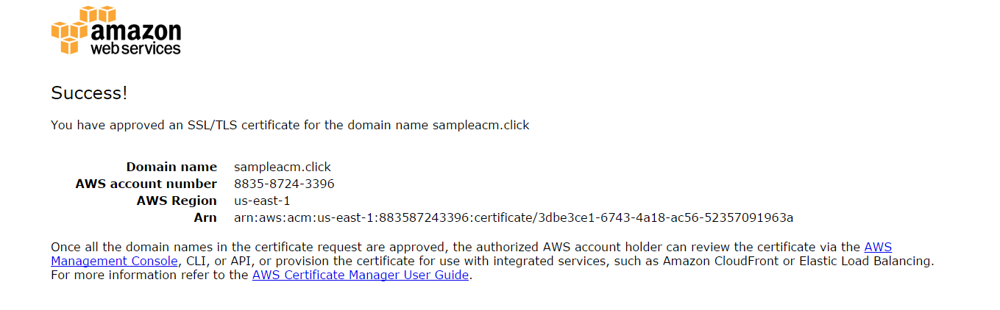 amazon
web services
Success!
You have approved an SSL/TLS certificate for the domain name sampleacm.click
Domain name sampleacm.click
AWS account number 8835-8724-3396
AWS Region us-east-1
Arn arn:aws:acm:us-east-1:883587243396:certificate/3dbe3ce1-6743-4a18-ac56-52357091963a
Once all the domain names in the certificate request are approved, the authorized AWS account holder can review the certificate via the AWS
Management Console, CLI, or API, or provision the certificate for use with integrated services, such as Amazon CloudFront or Elastic Load Balancing.
For more information refer to the AWS Certificate Manager User Guide.